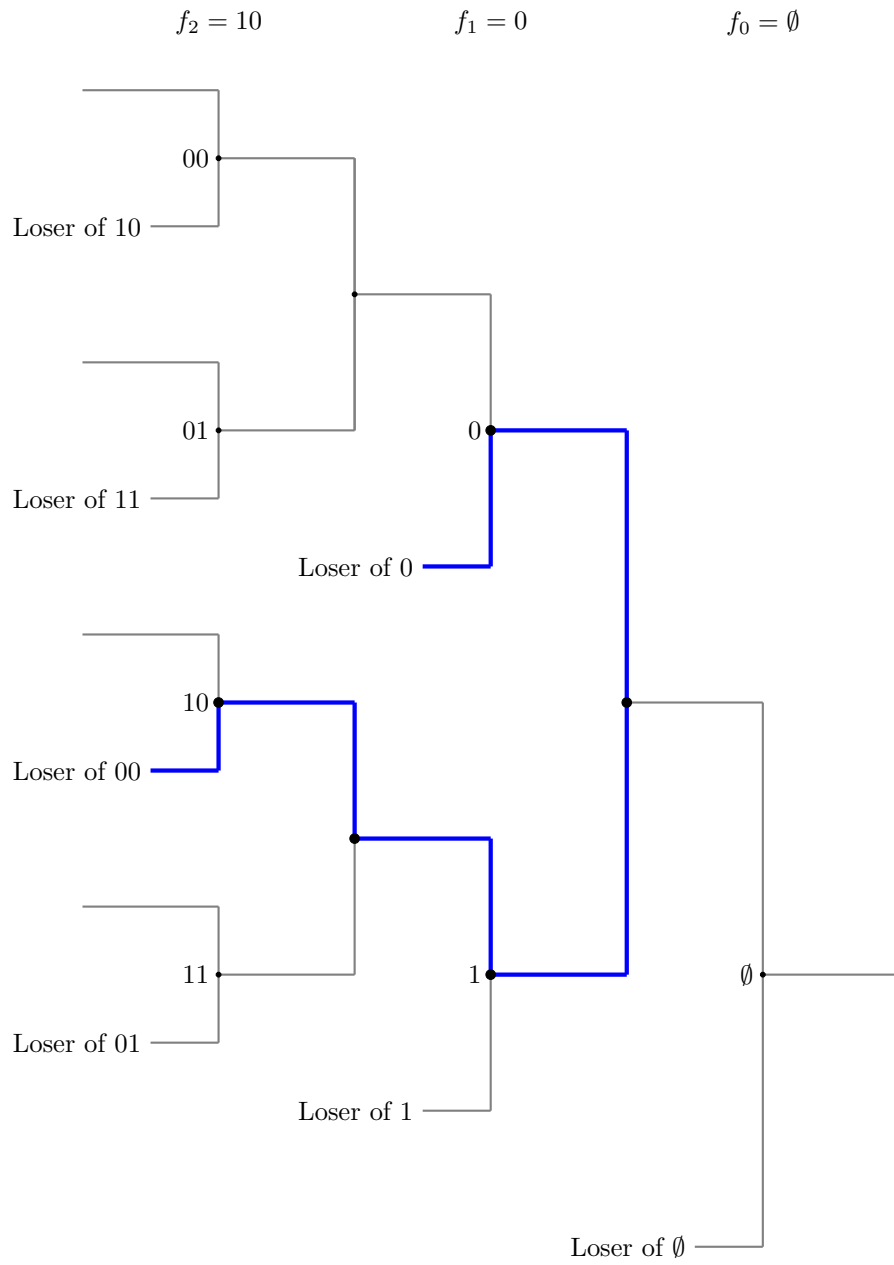 f₂ = 10 f₁ = 0 f₀ = ∅
00
Loser of 10
01
0
Loser of 11
Loser of 0
10
Loser of 00
11
1
∅
Loser of 01
Loser of 1
Loser of ∅